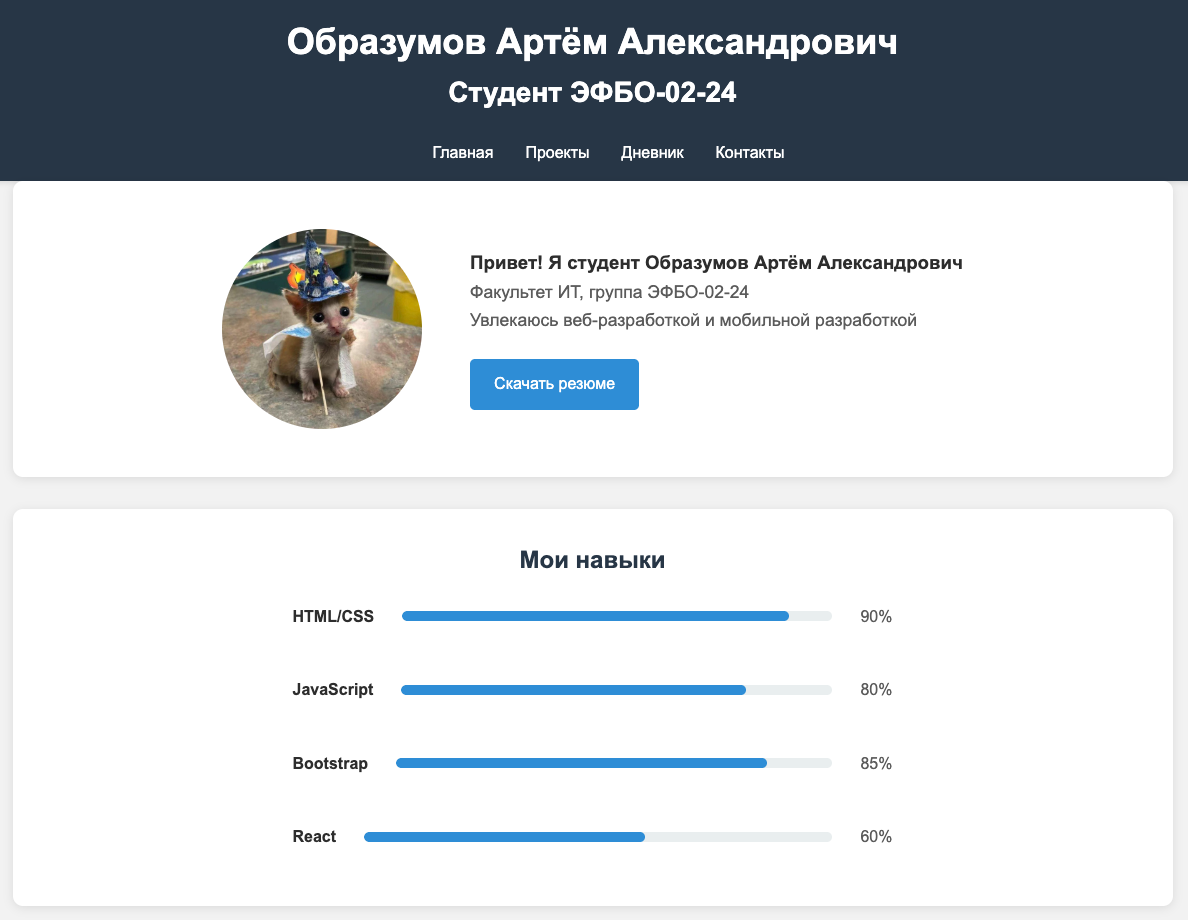 Образумов Артём Александрович
Студент ЭФБО-02-24
Главная Проекты Дневник Контакты
Привет! Я студент Образумов Артём Александрович
Факультет ИТ, группа ЭФБО-02-24
Увлекаюсь веб-разработкой и мобильной разработкой
Скачать резюме
Мои навыки
HTML/CSS 90%
JavaScript 80%
Bootstrap 85%
React 60%